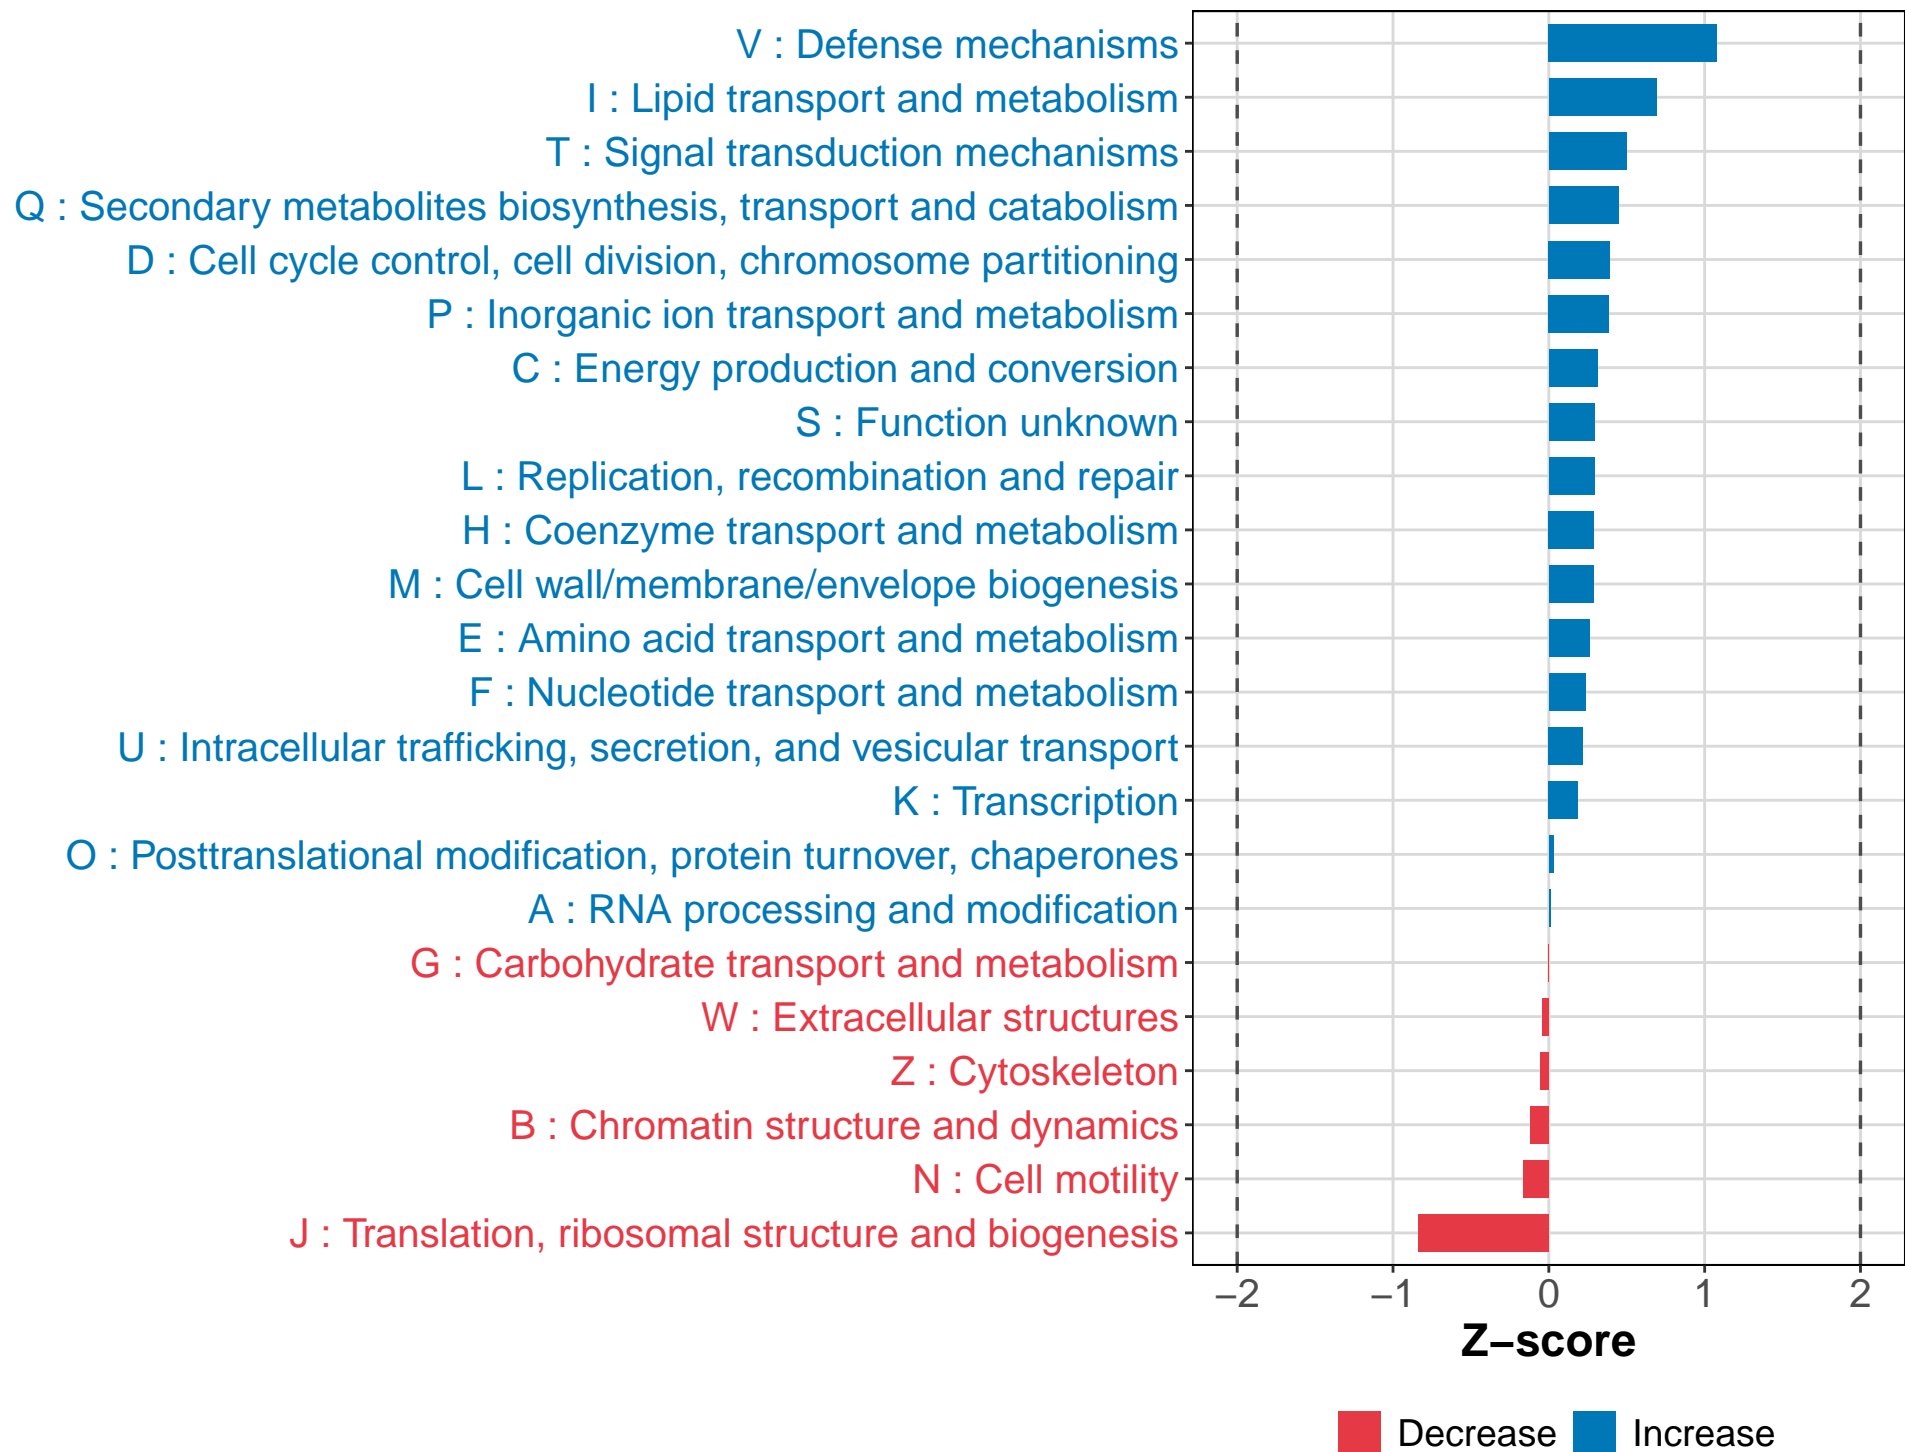 V : Defense mechanisms
I : Lipid transport and metabolism
T : Signal transduction mechanisms
Q : Secondary metabolites biosynthesis, transport and catabolism
D : Cell cycle control, cell division, chromosome partitioning
P : Inorganic ion transport and metabolism
C : Energy production and conversion
S : Function unknown
L : Replication, recombination and repair
H : Coenzyme transport and metabolism
M : Cell wall/membrane/envelope biogenesis
E : Amino acid transport and metabolism
F : Nucleotide transport and metabolism
U : Intracellular trafficking, secretion, and vesicular transport
K : Transcription
O : Posttranslational modification, protein turnover, chaperones
A : RNA processing and modification
G : Carbohydrate transport and metabolism
W : Extracellular structures
Z : Cytoskeleton
B : Chromatin structure and dynamics
N : Cell motility
J : Translation, ribosomal structure and biogenesis
−2 −1 0 1 2
Z−score
Decrease Increase